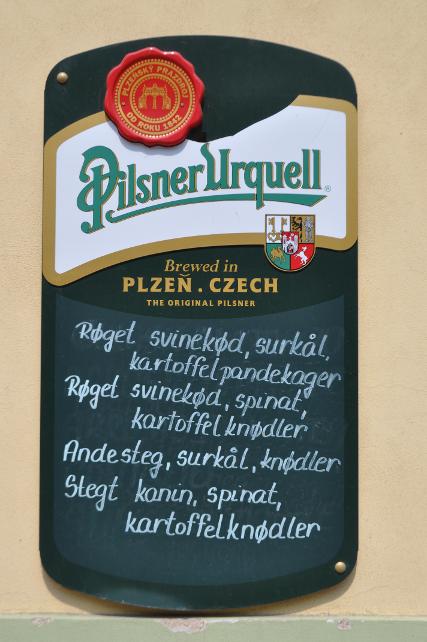 PLZEŇSKÝ PRAZDROJ
OD ROKU 1842
Pilsner Urquell®
Brewed in
PLZEŇ . CZECH
THE ORIGINAL PILSNER
Røget svinekød, surkål,
kartoffelpandekager
Røget svinekød, spinat,
kartoffelknødler
Andesteg, surkål, knødler
Stegt kanin, spinat,
kartoffelknødler